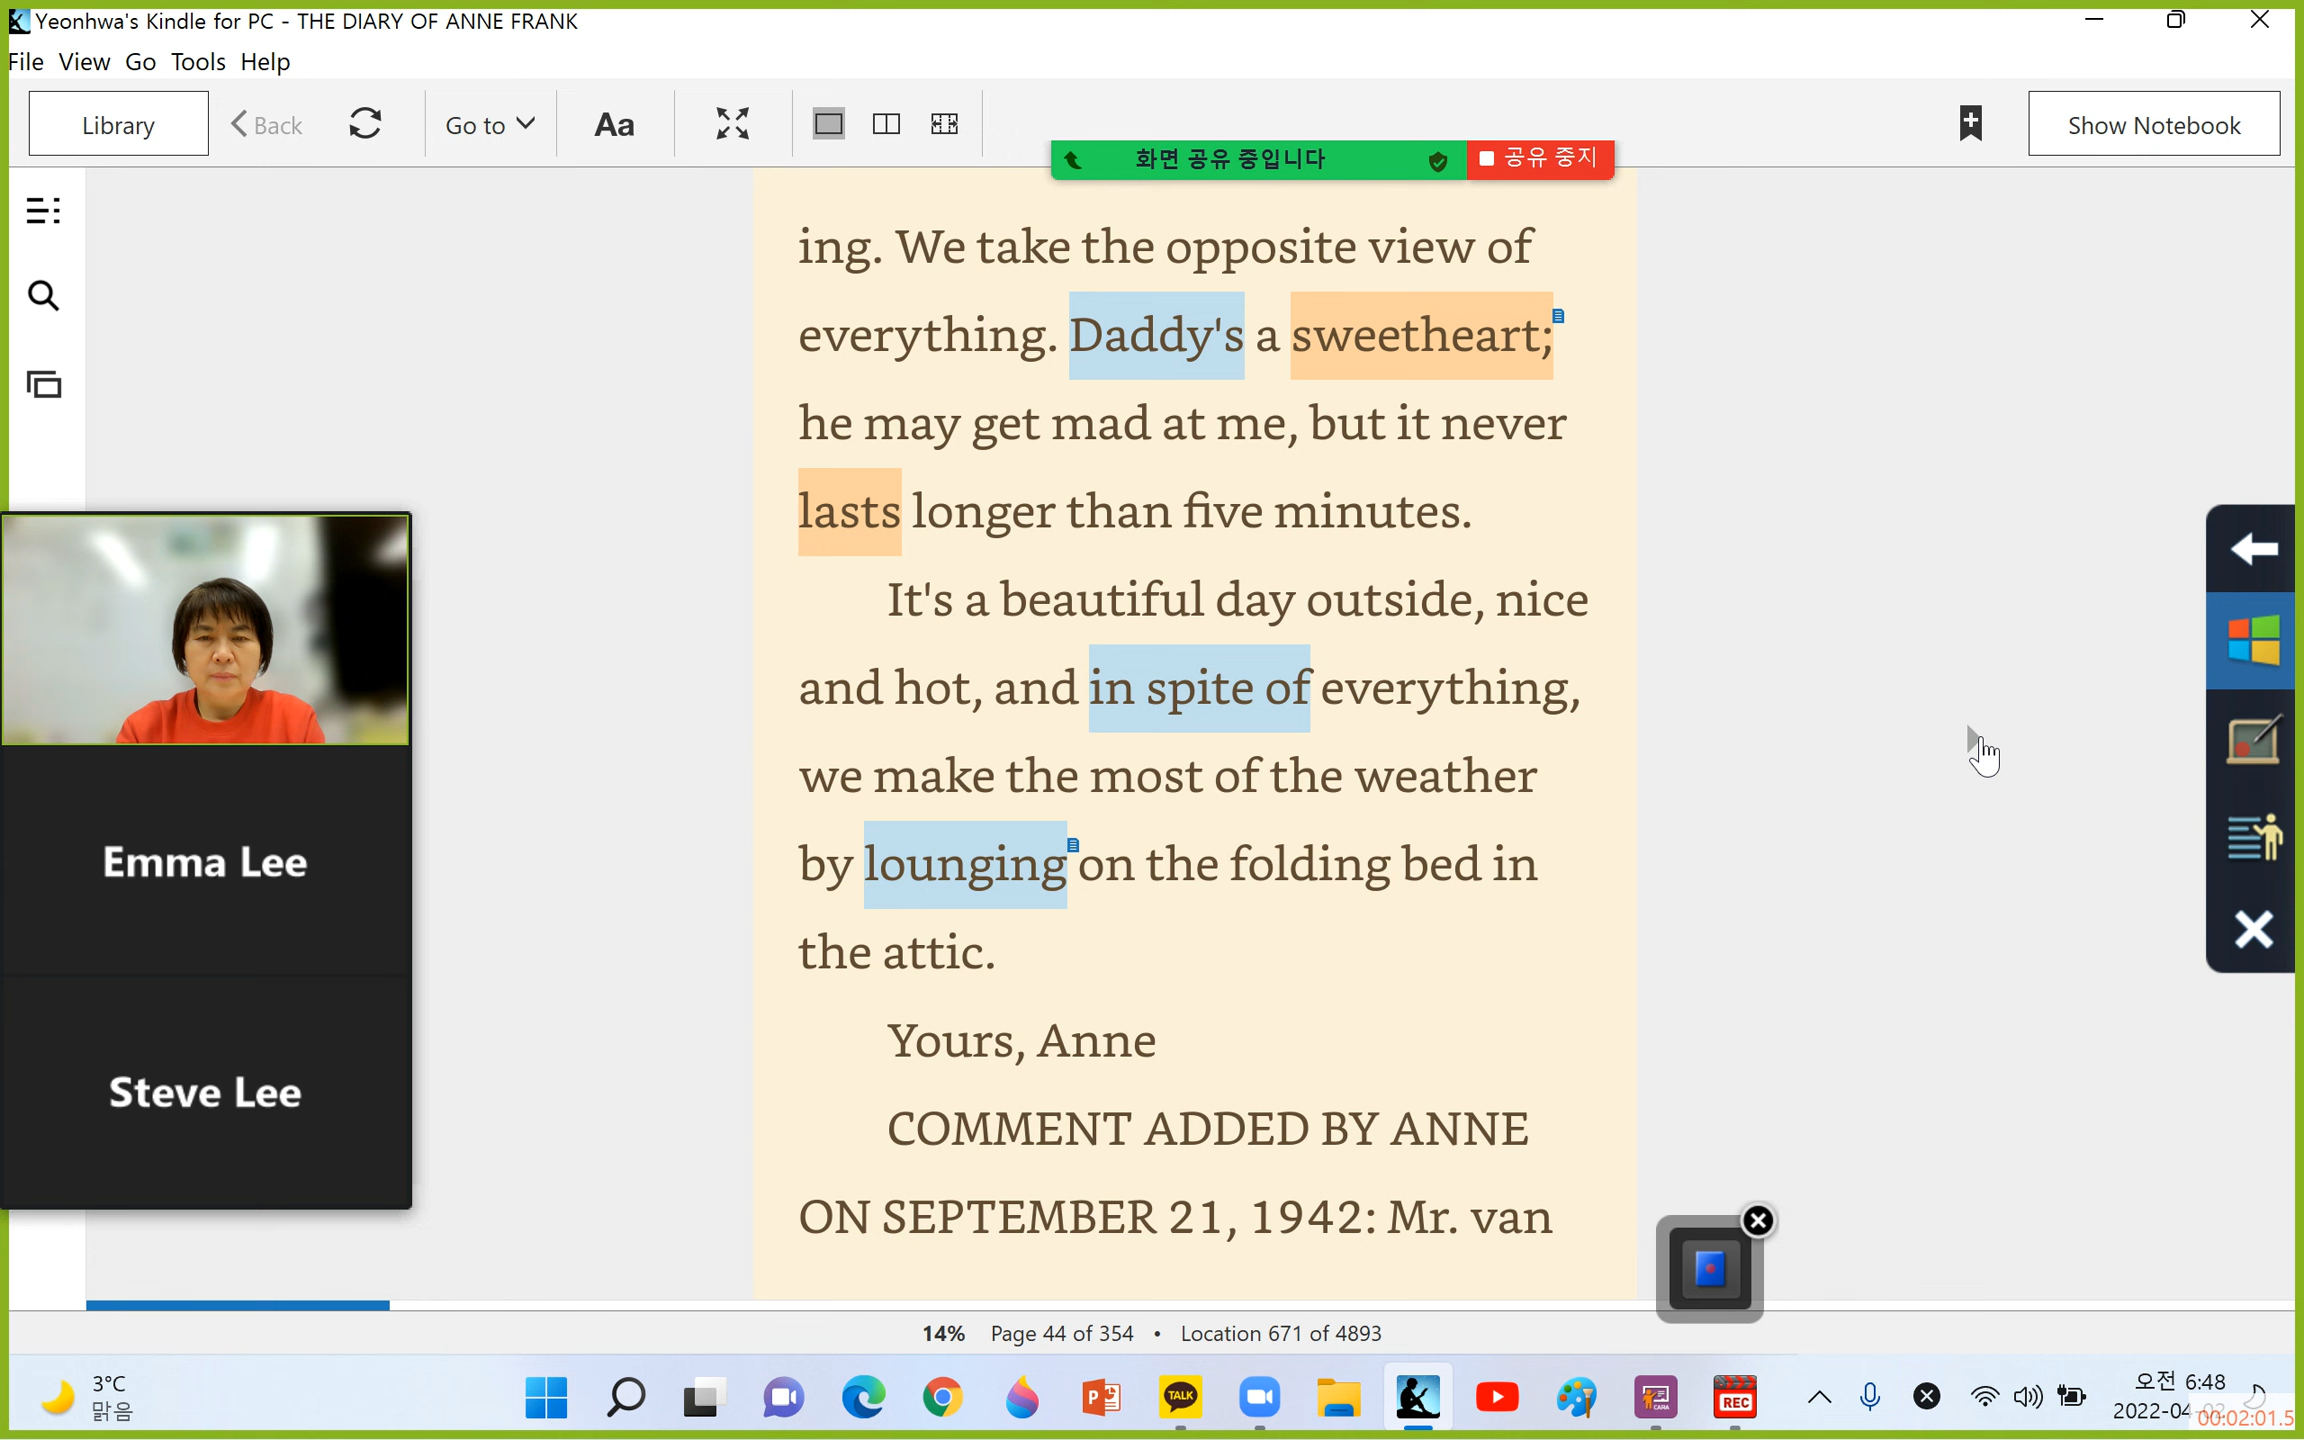 Yeonhwa's Kindle for PC - THE DIARY OF ANNE FRANK
File View Go Tools Help
Library
Back
Go to
Aa
Show Notebook
화면 공유 중입니다
공유 중지
ing. We take the opposite view of
everything. Daddy's a sweetheart;
he may get mad at me, but it never
lasts longer than five minutes.
It's a beautiful day outside, nice
and hot, and in spite of everything,
we make the most of the weather
by lounging on the folding bed in
the attic.
Yours, Anne
COMMENT ADDED BY ANNE
ON SEPTEMBER 21, 1942: Mr. van
Emma Lee
Steve Lee
14% Page 44 of 354 • Location 671 of 4893
3°C
맑음
TALK
CARA
REC
오전 6:48
2022-04-02
00:02:01.5